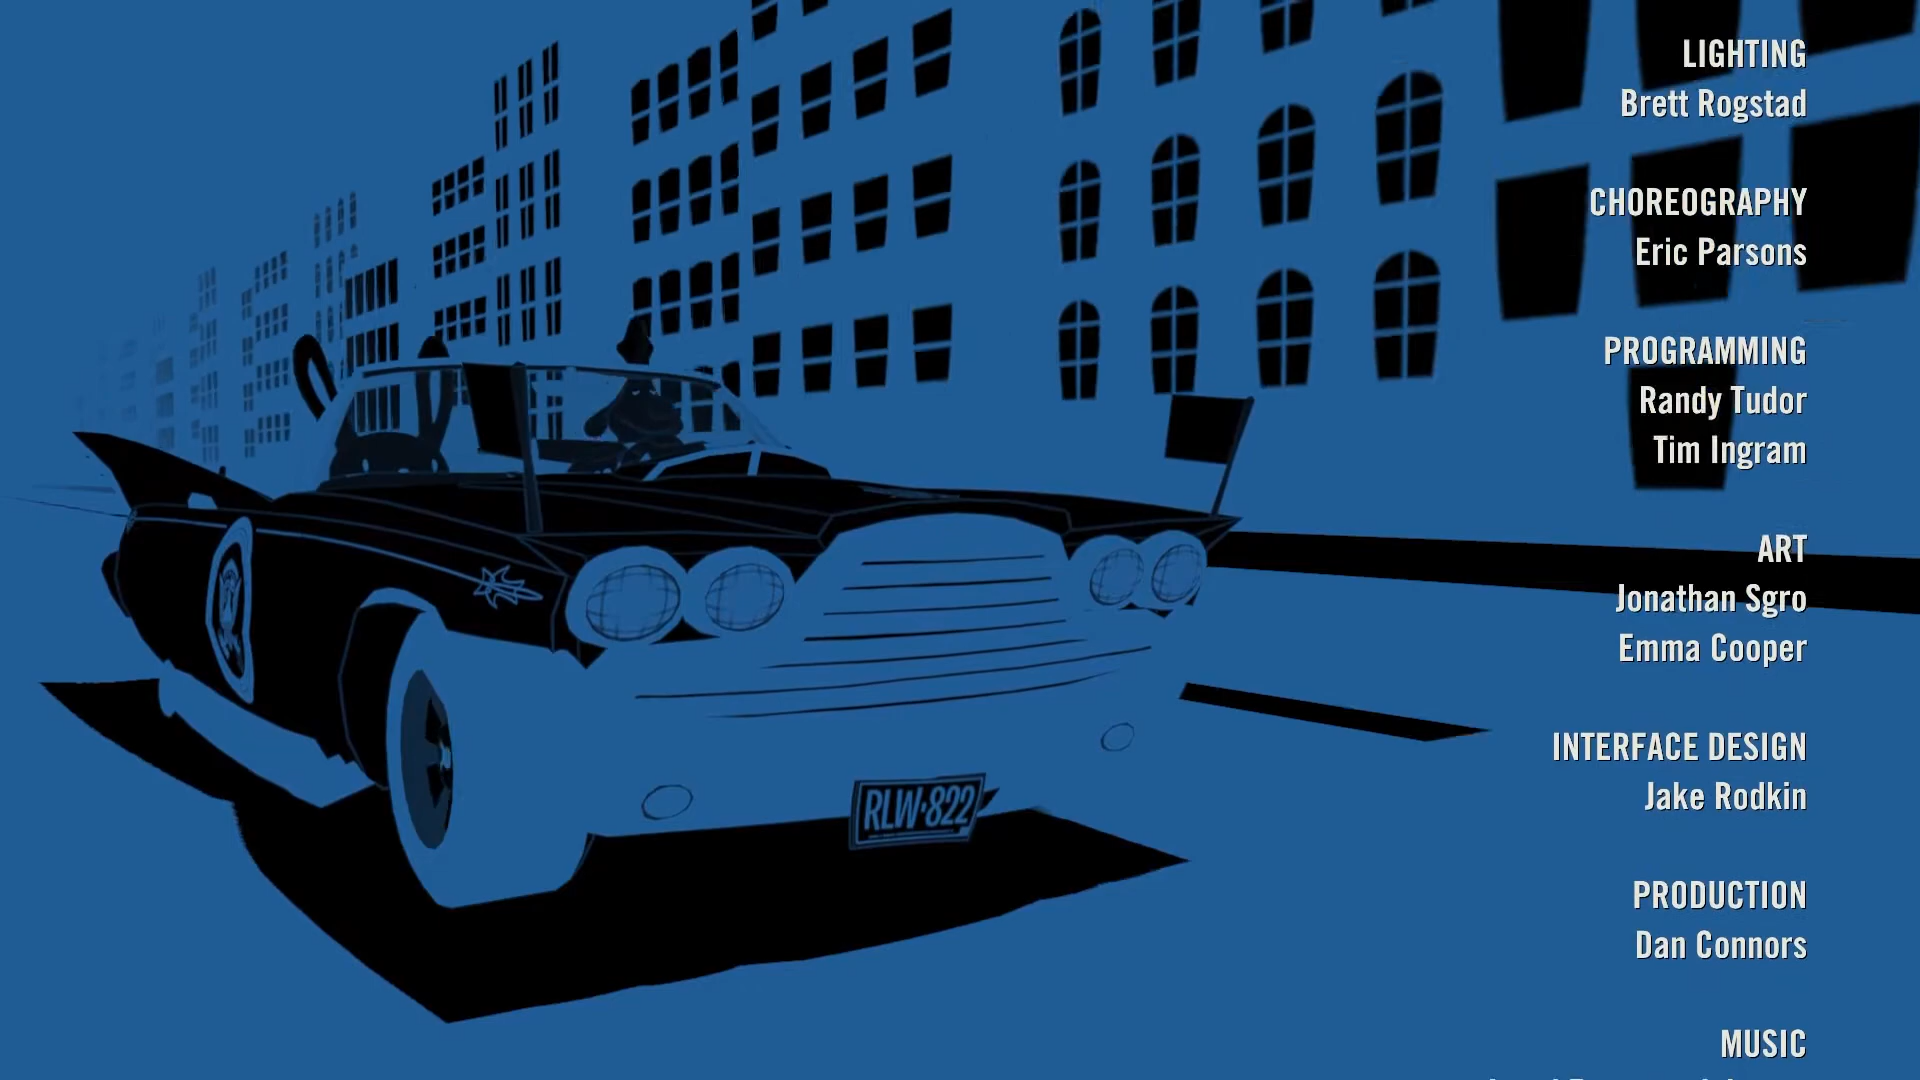 LIGHTING
Brett Rogstad
CHOREOGRAPHY
Eric Parsons
PROGRAMMING
Randy Tudor
Tim Ingram
ART
Jonathan Sgro
Emma Cooper
INTERFACE DESIGN
Jake Rodkin
RLW·822
PRODUCTION
Dan Connors
MUSIC